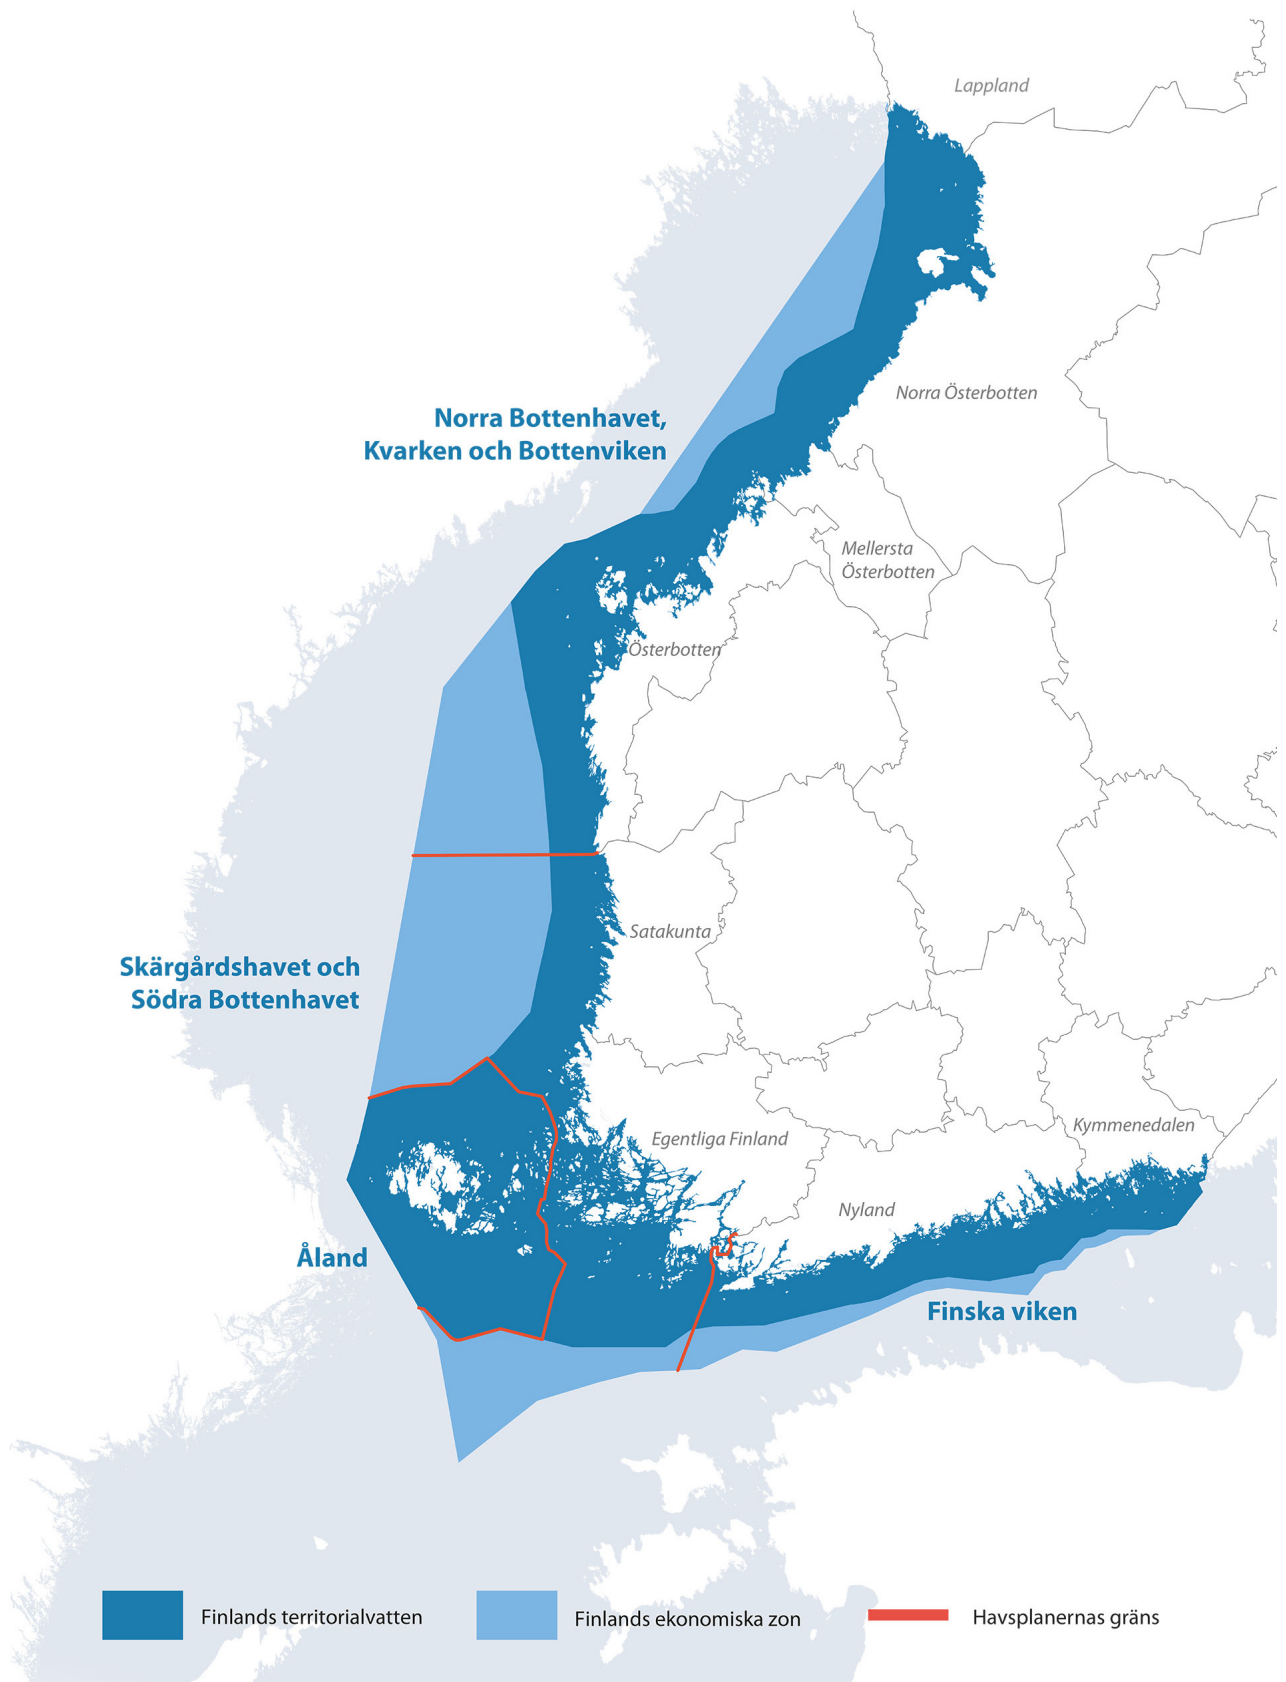 Lappland
Norra Österbotten
Norra Bottenhavet,
Kvarken och Bottenviken
Mellersta
Österbotten
Österbotten
Satakunta
Skärgårdshavet och
Södra Bottenhavet
Kymmenedalen
Egentliga Finland
Nyland
Åland
Finska viken
Finlands territorialvatten
Finlands ekonomiska zon
Havsplanernas gräns